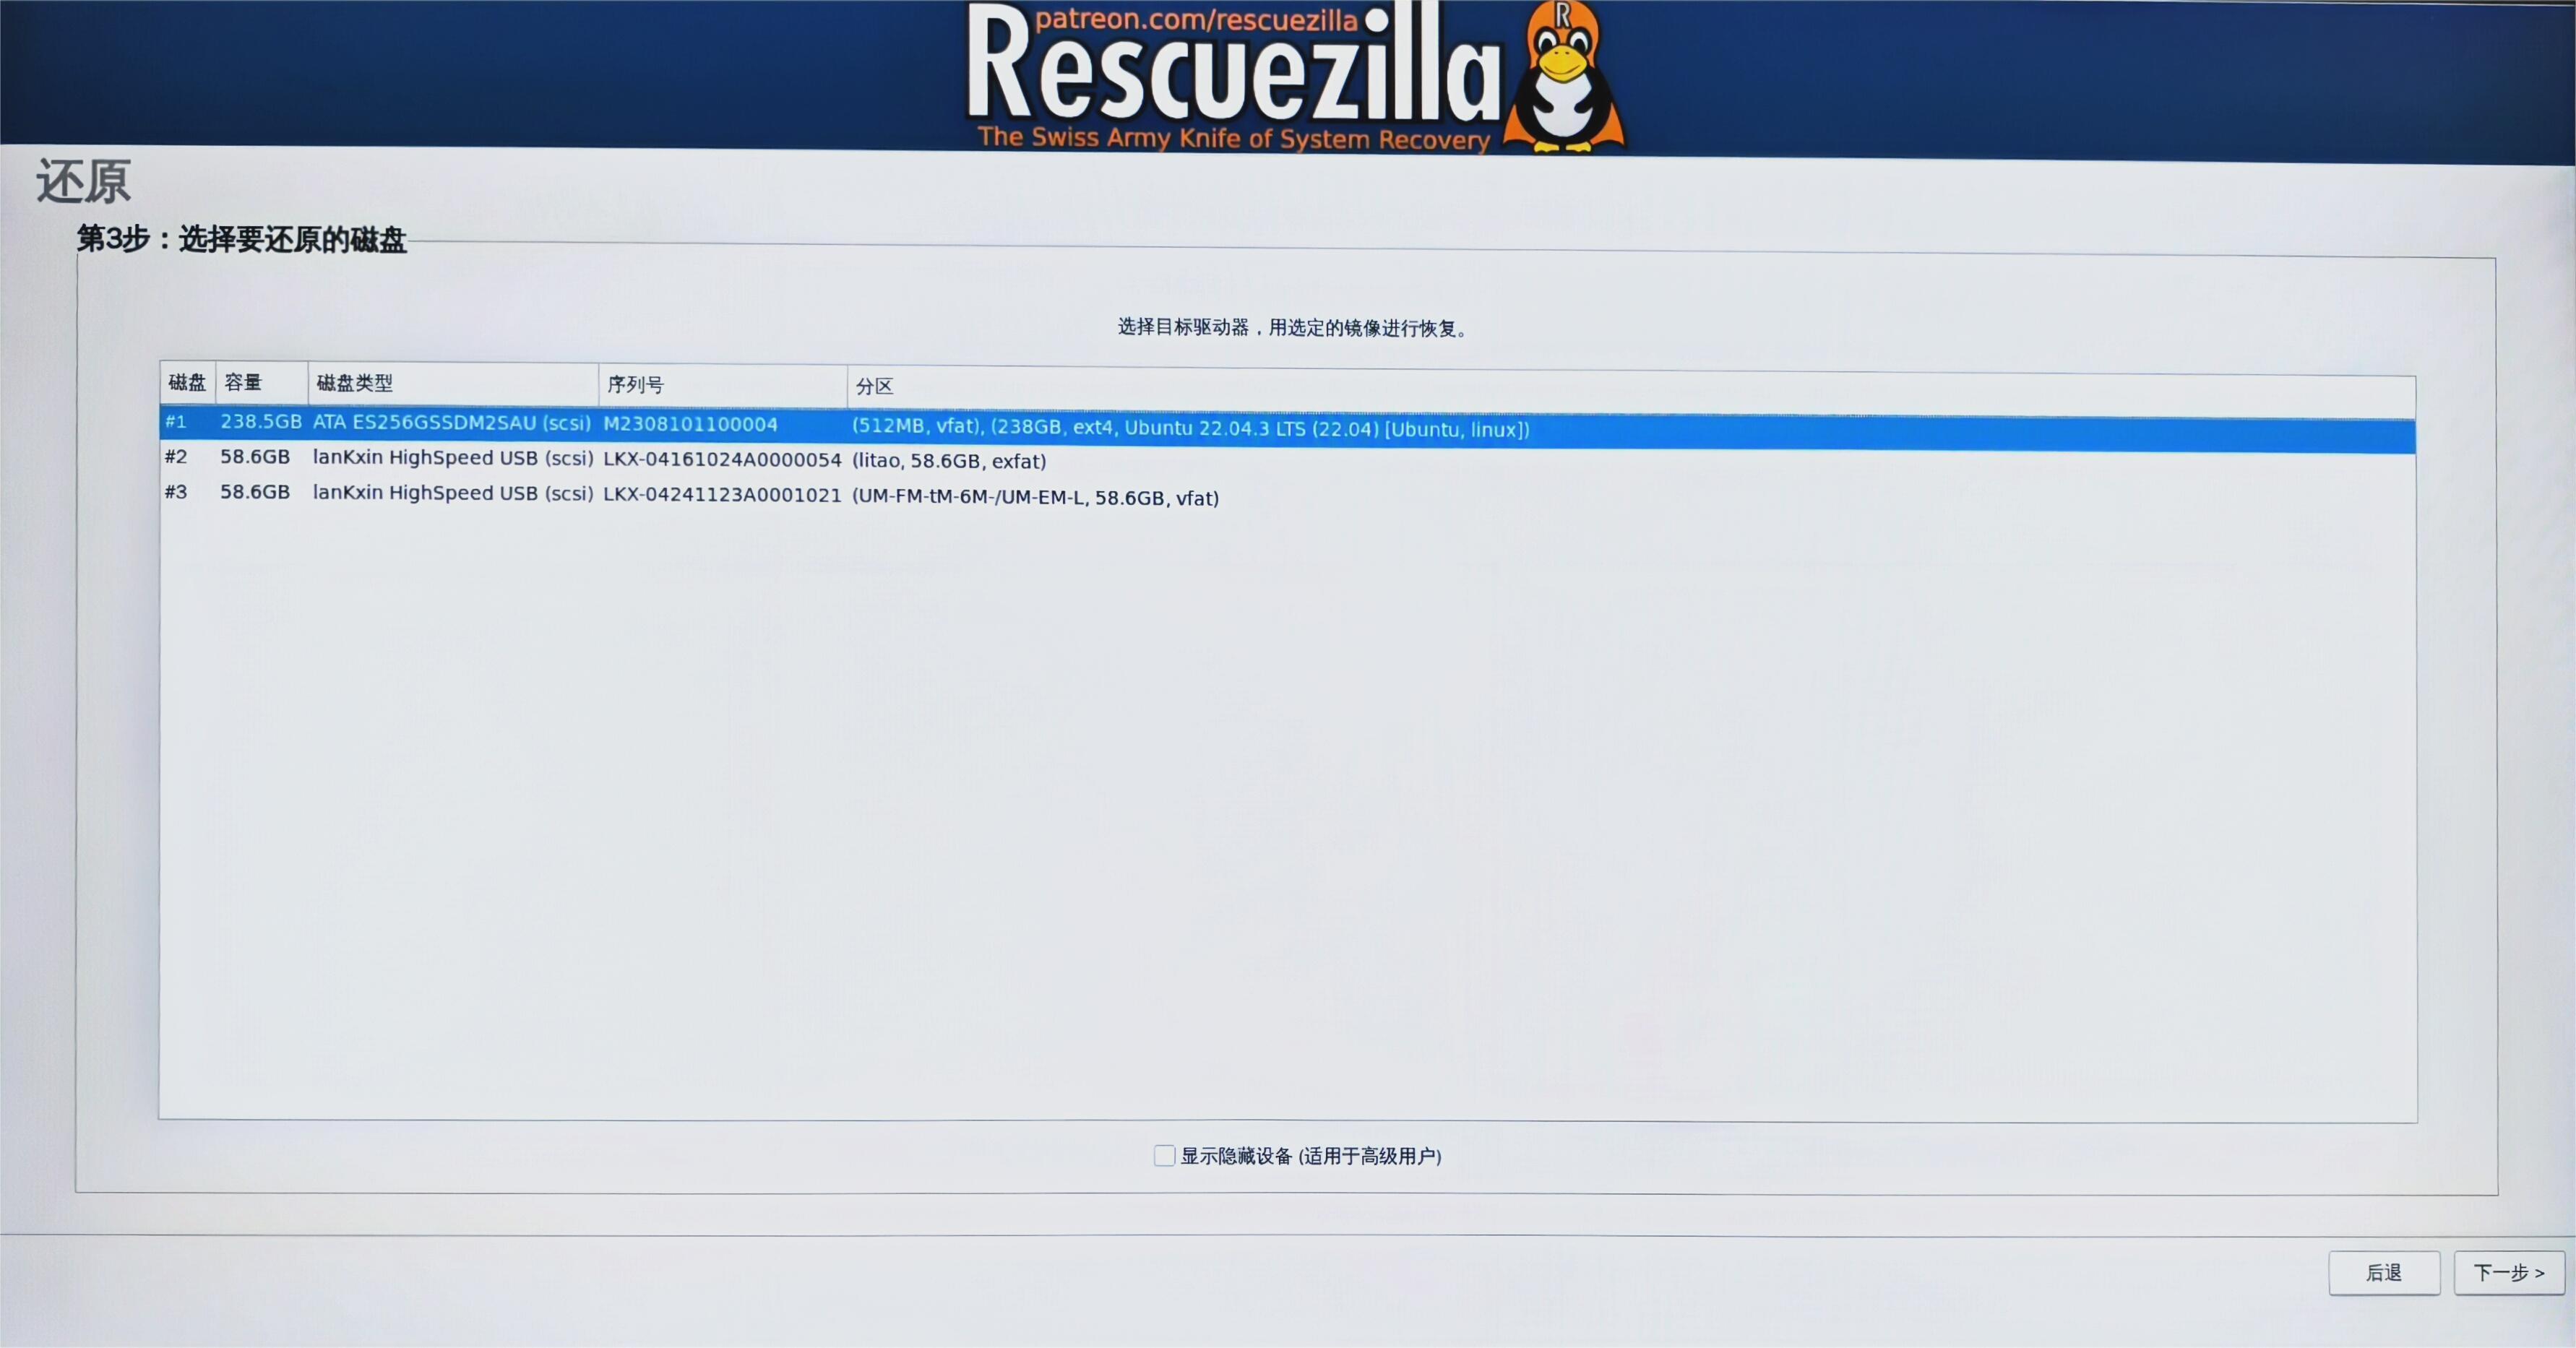 patreon.com/rescuezilla
Rescuezilla
R
The Swiss Army Knife of System Recovery
还原
第3步：选择要还原的磁盘
选择目标驱动器，用选定的镜像进行恢复。
磁盘 容量 磁盘类型 序列号 分区
#1 238.5GB ATA ES256GSSDM2SAU (scsi) M2308101100004 (512MB, vfat), (238GB, ext4, Ubuntu 22.04.3 LTS (22.04) [Ubuntu, linux])
#2 58.6GB lanKxin HighSpeed USB (scsi) LKX-04161024A0000054 (litao, 58.6GB, exfat)
#3 58.6GB lanKxin HighSpeed USB (scsi) LKX-04241123A0001021 (UM-FM-tM-6M-/UM-EM-L, 58.6GB, vfat)
显示隐藏设备 (适用于高级用户)
后退 下一步 >